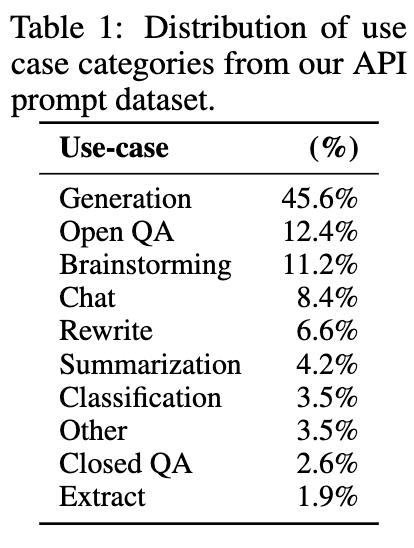 Table 1: Distribution of use
case categories from our API
prompt dataset.
Use-case (%)
Generation 45.6%
Open QA 12.4%
Brainstorming 11.2%
Chat 8.4%
Rewrite 6.6%
Summarization 4.2%
Classification 3.5%
Other 3.5%
Closed QA 2.6%
Extract 1.9%